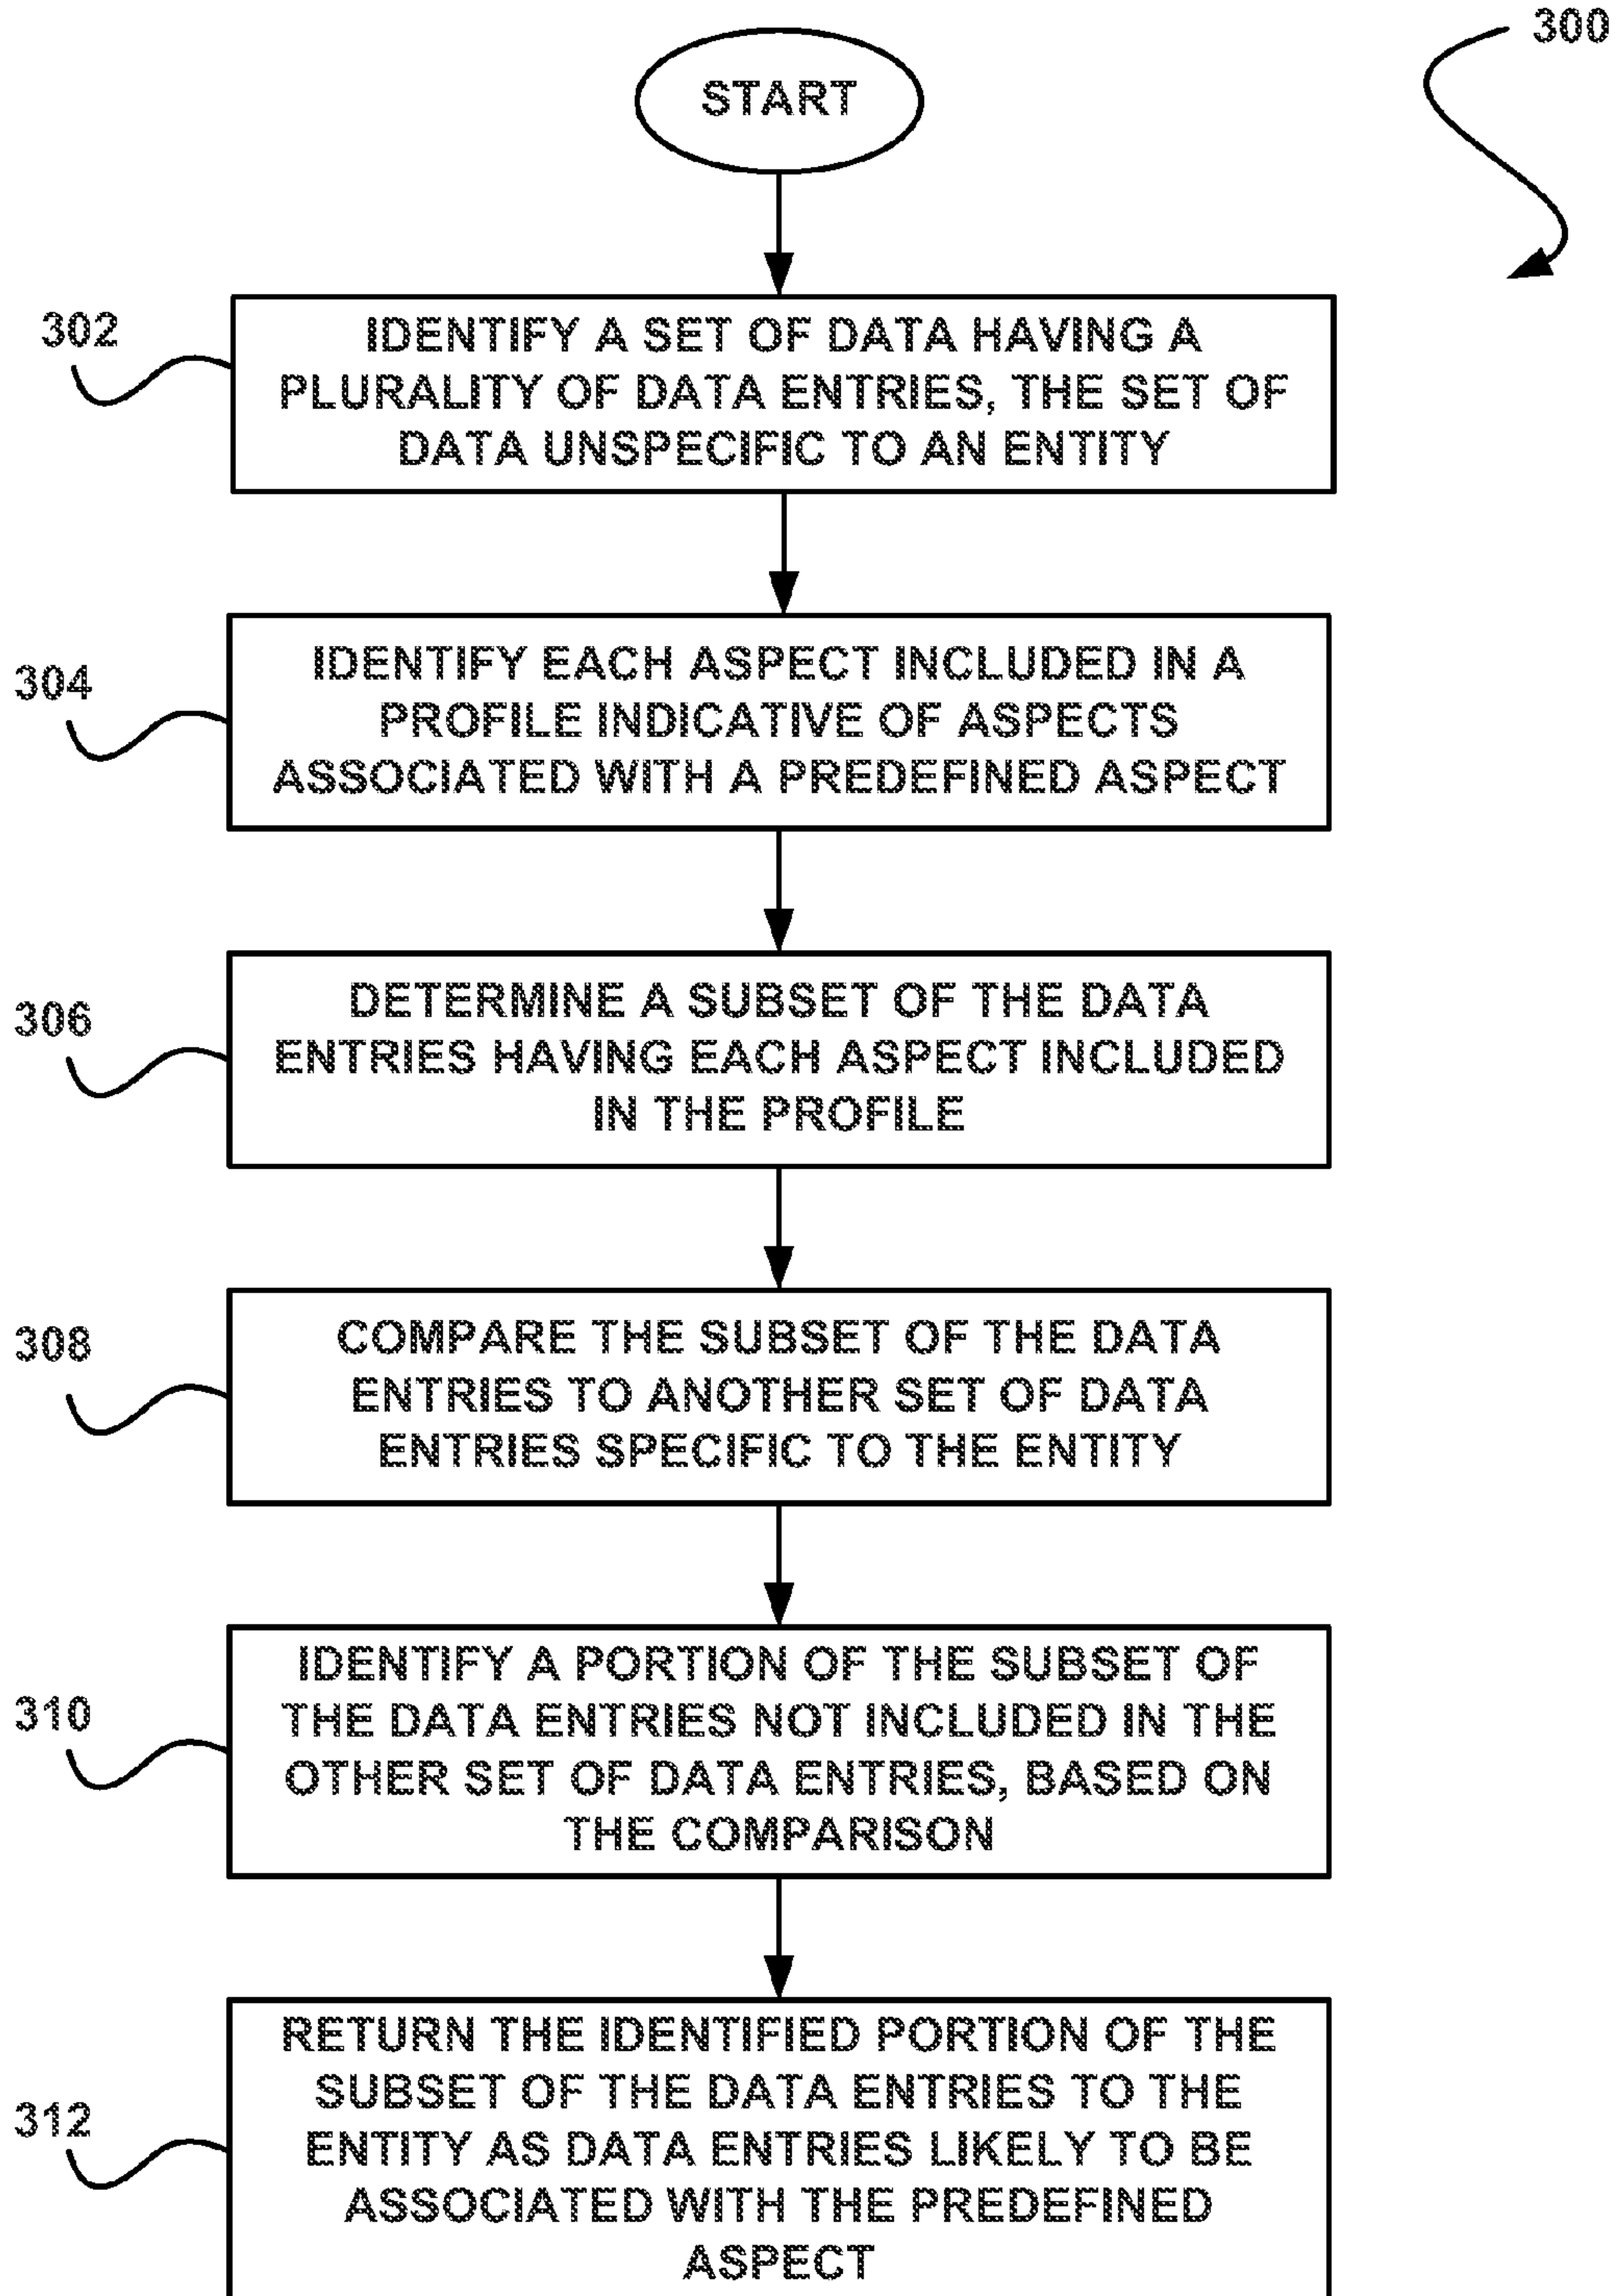 300
START
302
IDENTIFY A SET OF DATA HAVING A
PLURALITY OF DATA ENTRIES, THE SET OF
DATA UNSPECIFIC TO AN ENTITY
304
IDENTIFY EACH ASPECT INCLUDED IN A
PROFILE INDICATIVE OF ASPECTS
ASSOCIATED WITH A PREDEFINED ASPECT
306
DETERMINE A SUBSET OF THE DATA
ENTRIES HAVING EACH ASPECT INCLUDED
IN THE PROFILE
308
COMPARE THE SUBSET OF THE DATA
ENTRIES TO ANOTHER SET OF DATA
ENTRIES SPECIFIC TO THE ENTITY
310
IDENTIFY A PORTION OF THE SUBSET OF
THE DATA ENTRIES NOT INCLUDED IN THE
OTHER SET OF DATA ENTRIES, BASED ON
THE COMPARISON
312
RETURN THE IDENTIFIED PORTION OF THE
SUBSET OF THE DATA ENTRIES TO THE
ENTITY AS DATA ENTRIES LIKELY TO BE
ASSOCIATED WITH THE PREDEFINED
ASPECT